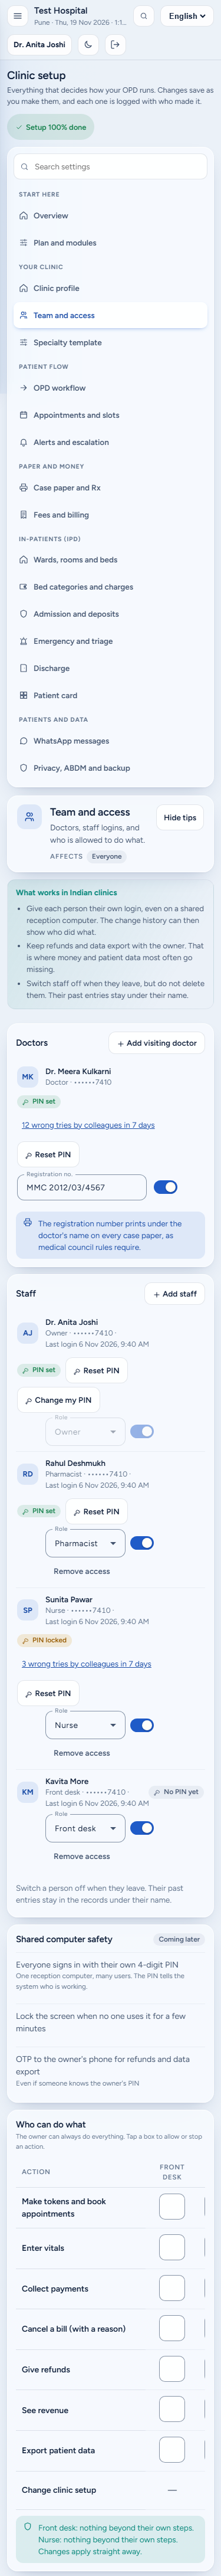 Test Hospital
Pune · Thu, 19 Nov 2026 · 1:1...
English
Dr. Anita Joshi
Clinic setup
Everything that decides how your OPD runs. Changes save as you make them, and each one is logged with who made it.
Setup 100% done
Search settings
START HERE
Overview
Plan and modules
YOUR CLINIC
Clinic profile
Team and access
Specialty template
PATIENT FLOW
OPD workflow
Appointments and slots
Alerts and escalation
PAPER AND MONEY
Case paper and Rx
Fees and billing
IN-PATIENTS (IPD)
Wards, rooms and beds
Bed categories and charges
Admission and deposits
Emergency and triage
Discharge
Patient card
PATIENTS AND DATA
WhatsApp messages
Privacy, ABDM and backup
Team and access
Hide tips
Doctors, staff logins, and
who is allowed to do what.
AFFECTS Everyone
What works in Indian clinics
• Give each person their own login, even on a shared
reception computer. The change history can then
show who did what.
• Keep refunds and data export with the owner. That
is where money and patient data most often go
missing.
• Switch staff off when they leave, but do not delete
them. Their past entries stay under their name.
Doctors
+ Add visiting doctor
MK
Dr. Meera Kulkarni
Doctor · ••••••7410
PIN set
12 wrong tries by colleagues in 7 days
Reset PIN
Registration no.
MMC 2012/03/4567
The registration number prints under the
doctor's name on every case paper, as
medical council rules require.
Staff
+ Add staff
AJ
Dr. Anita Joshi
Owner · ••••••7410 ·
Last login 6 Nov 2026, 9:40 AM
PIN set
Reset PIN
Change my PIN
Role
Owner
RD
Rahul Deshmukh
Pharmacist · ••••••7410 ·
Last login 6 Nov 2026, 9:40 AM
PIN set
Reset PIN
Role
Pharmacist
Remove access
SP
Sunita Pawar
Nurse · ••••••7410 ·
Last login 6 Nov 2026, 9:40 AM
PIN locked
3 wrong tries by colleagues in 7 days
Reset PIN
Role
Nurse
Remove access
KM
Kavita More
Front desk · ••••••7410 ·
No PIN yet
Last login 6 Nov 2026, 9:40 AM
Role
Front desk
Remove access
Switch a person off when they leave. Their past
entries stay in the records under their name.
Shared computer safety
Coming later
Everyone signs in with their own 4-digit PIN
One reception computer, many users. The PIN tells the
system who is working.
Lock the screen when no one uses it for a few
minutes
OTP to the owner's phone for refunds and data
export
Even if someone knows the owner's PIN
Who can do what
The owner can always do everything. Tap a box to allow or stop
an action.
ACTION
FRONT
DESK
Make tokens and book
appointments
Enter vitals
Collect payments
Cancel a bill (with a reason)
Give refunds
See revenue
Export patient data
Change clinic setup
—
Front desk: nothing beyond their own steps.
Nurse: nothing beyond their own steps.
Changes apply straight away.